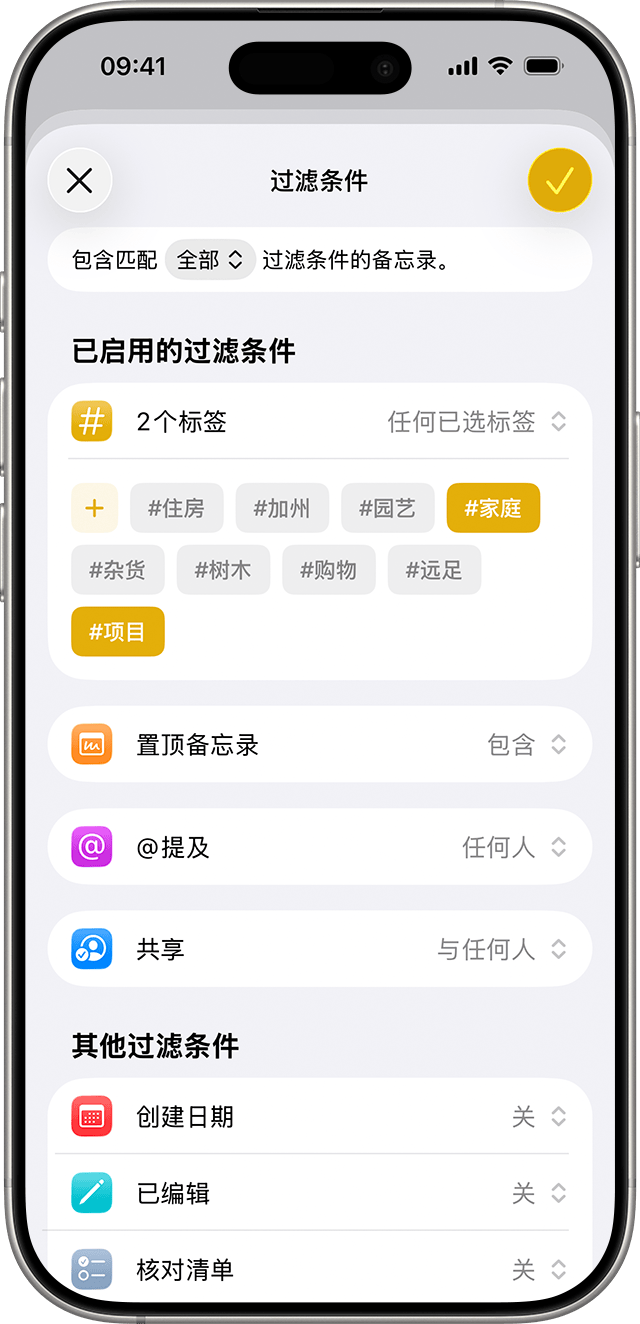 09:41
过滤条件
包含匹配 全部 过滤条件的备忘录。
已启用的过滤条件
2个标签 任何已选标签
+ #住房 #加州 #园艺 #家庭
#杂货 #树木 #购物 #远足
#项目
置顶备忘录 包含
@提及 任何人
共享 与任何人
其他过滤条件
创建日期 关
已编辑 关
核对清单 关